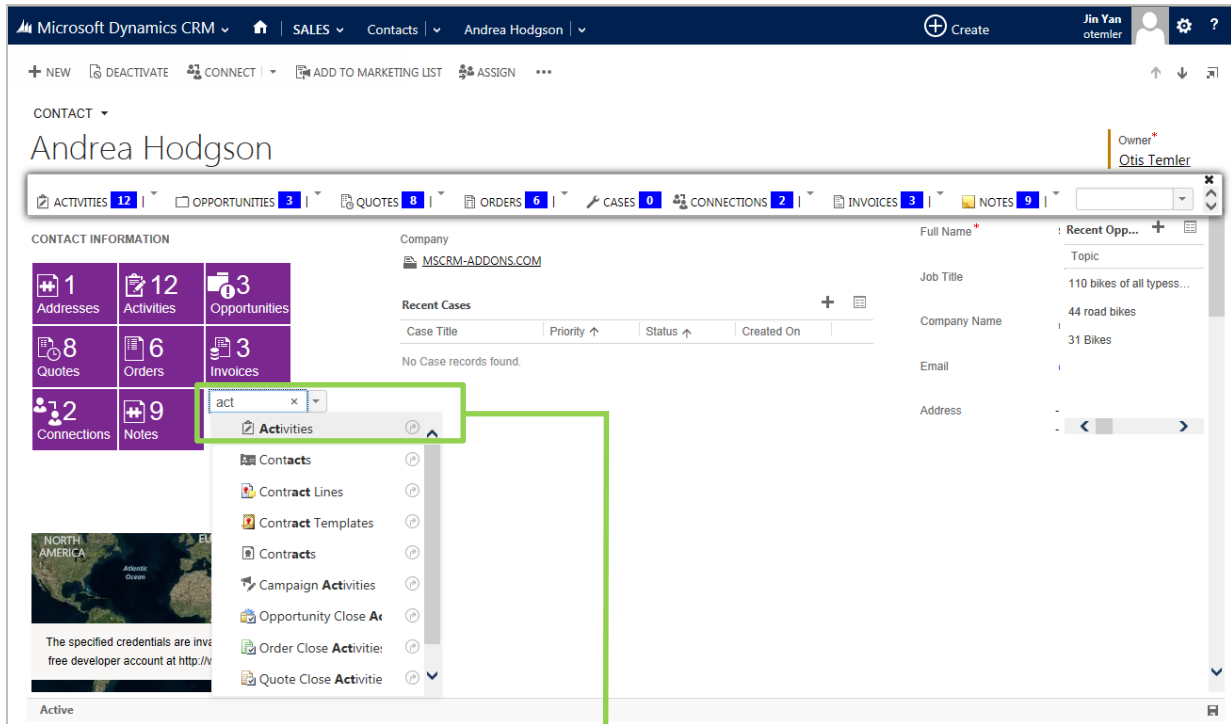 Microsoft Dynamics CRM SALES Contacts Andrea Hodgson Create Jin Yan
otemler ?
NEW DEACTIVATE CONNECT ADD TO MARKETING LIST ASSIGN
CONTACT
Andrea Hodgson
Owner*
Otis Temler
ACTIVITIES 12 | OPPORTUNITIES 3 | QUOTES 8 | ORDERS 6 | CASES 0 CONNECTIONS 2 | INVOICES 3 | NOTES 9 |
CONTACT INFORMATION
1 Addresses
12 Activities
3 Opportunities
8 Quotes
6 Orders
3 Invoices
2 Connections
9 Notes
act
Activities
Contacts
Contract Lines
Contract Templates
Contracts
Campaign Activities
Opportunity Close Ac
Order Close Activities
Quote Close Activitie
NORTH
AMERICA
EU
Atlantic
Ocean
The specified credentials are inva
free developer account at http://w
Company
MSCRM-ADDONS.COM
Recent Cases
Case Title Priority Status Created On
No Case records found.
Full Name*
Job Title
Company Name
Email
Address
Recent Opp...
Topic
110 bikes of all typess...
44 road bikes
31 Bikes
Active